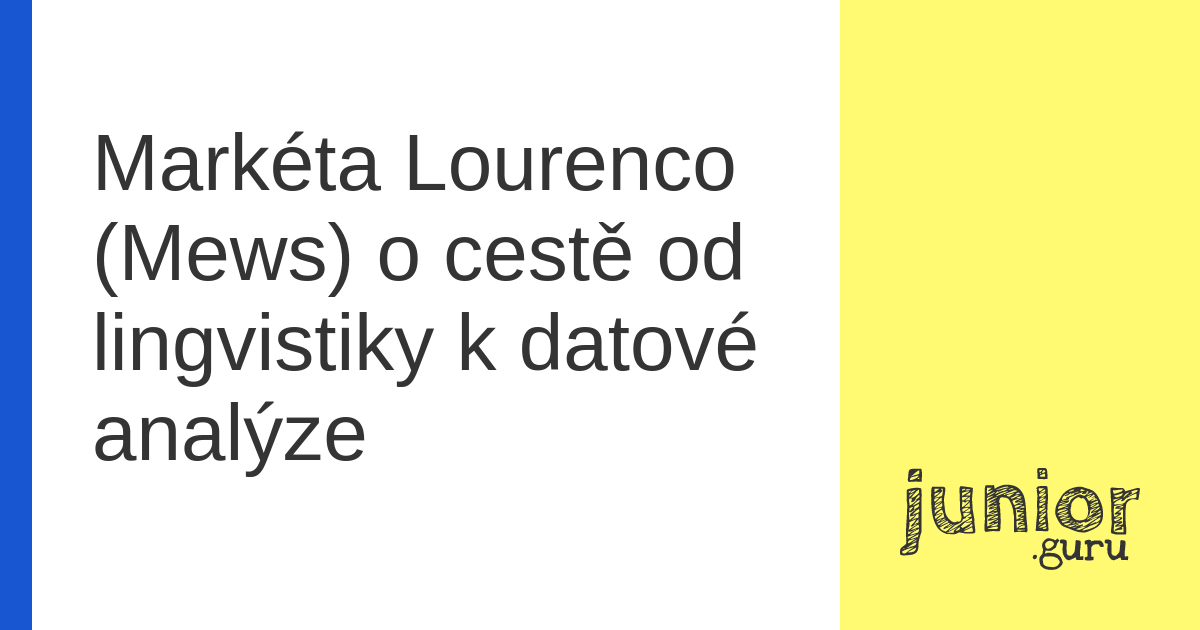 Markéta Lourenco
(Mews) o cestě od
lingvistiky k datové
analýze
junior
.guru